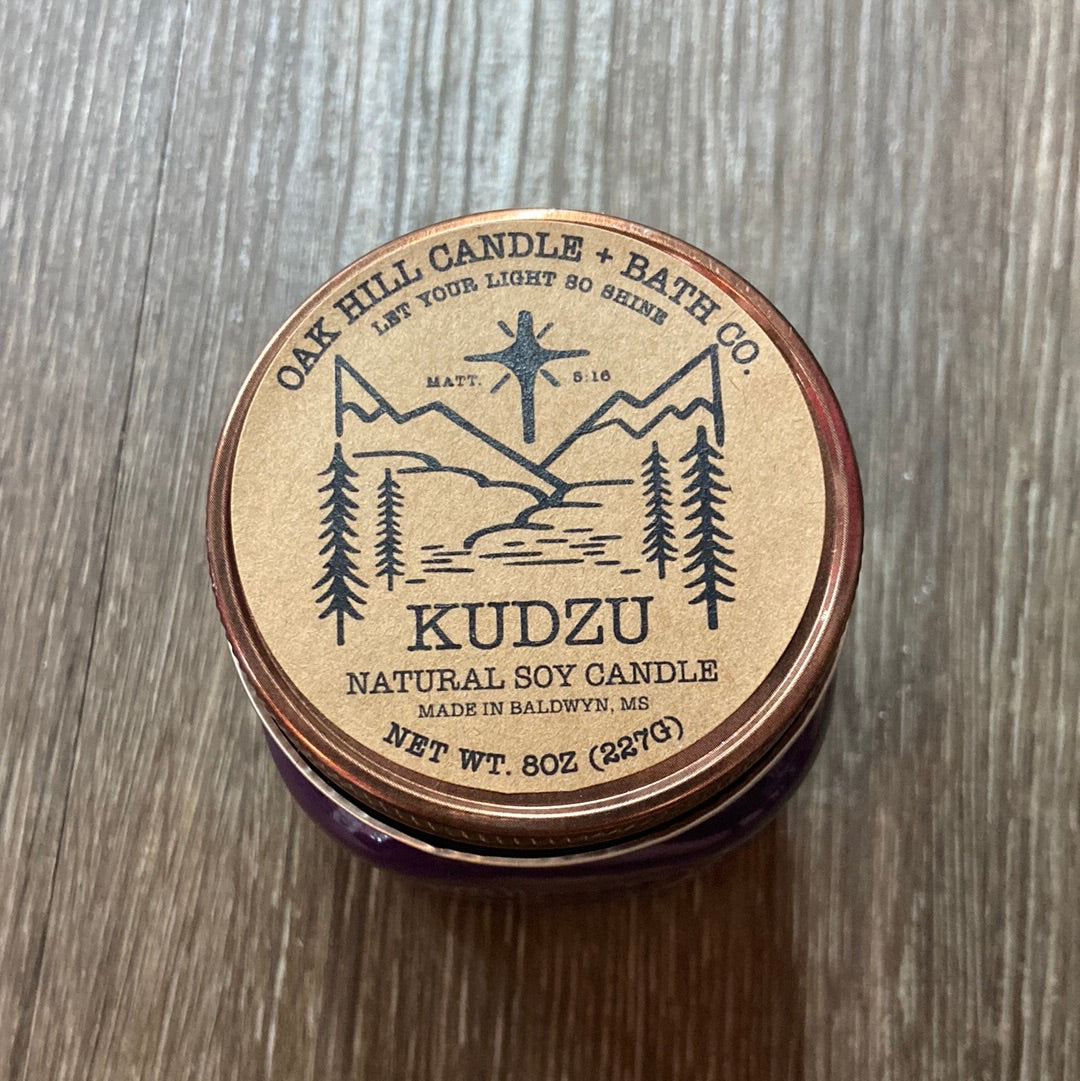 OAK HILL CANDLE + BATH CO.
LET YOUR LIGHT SO SHINE
MATT. 5:16
KUDZU
NATURAL SOY CANDLE
MADE IN BALDWYN, MS
NET WT. 8OZ (227G)